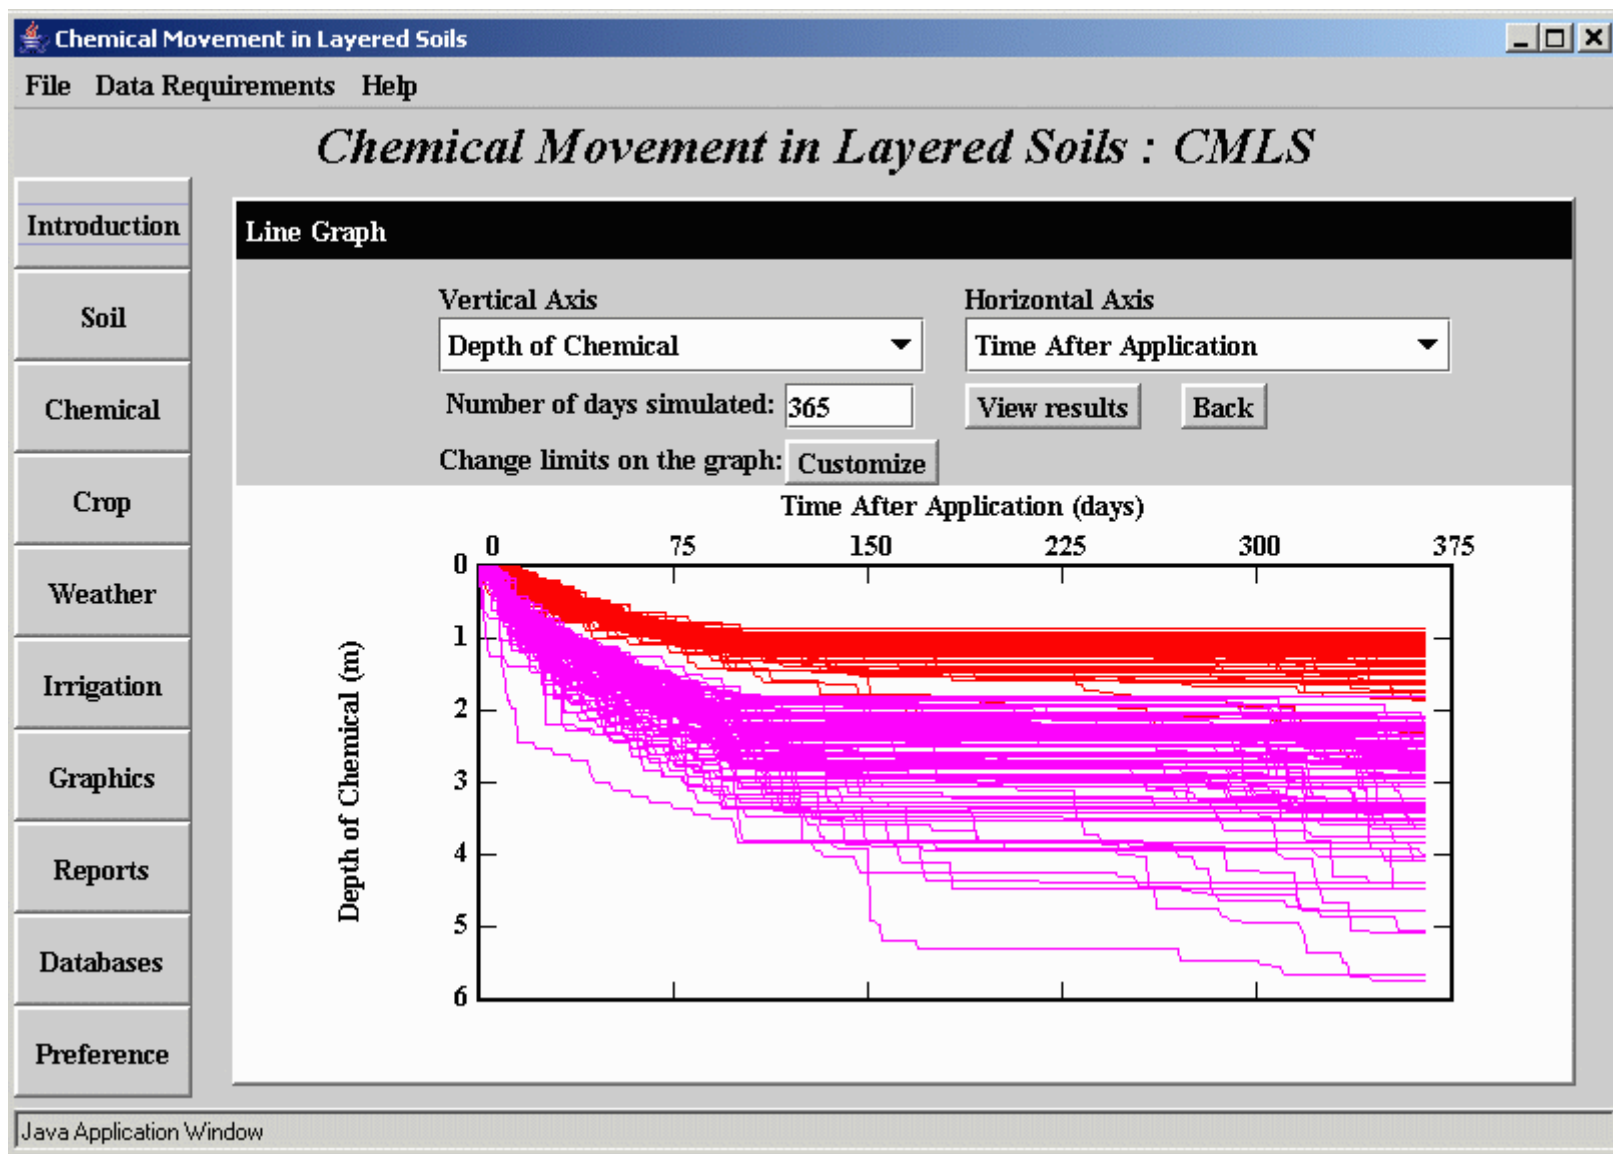 Chemical Movement in Layered Soils
File Data Requirements Help
Chemical Movement in Layered Soils : CMLS
Introduction
Soil
Chemical
Crop
Weather
Irrigation
Graphics
Reports
Databases
Preference
Line Graph
Vertical Axis
Horizontal Axis
Depth of Chemical
Time After Application
Number of days simulated: 365
View results
Back
Change limits on the graph: Customize
Time After Application (days)
0 75 150 225 300 375
0
1
2
3
4
5
6
Depth of Chemical (m)
Java Application Window